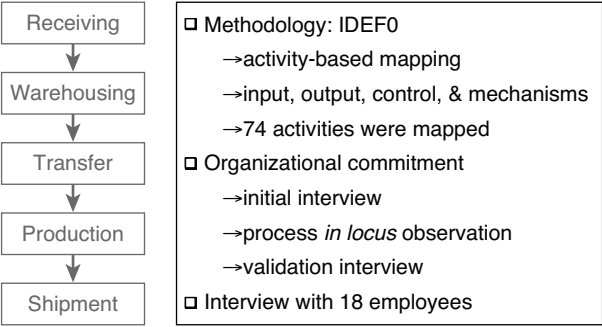 Receiving
Warehousing
Transfer
Production
Shipment
❑ Methodology: IDEF0
→activity-based mapping
→input, output, control, & mechanisms
→74 activities were mapped
❑ Organizational commitment
→initial interview
→process in locus observation
→validation interview
❑ Interview with 18 employees